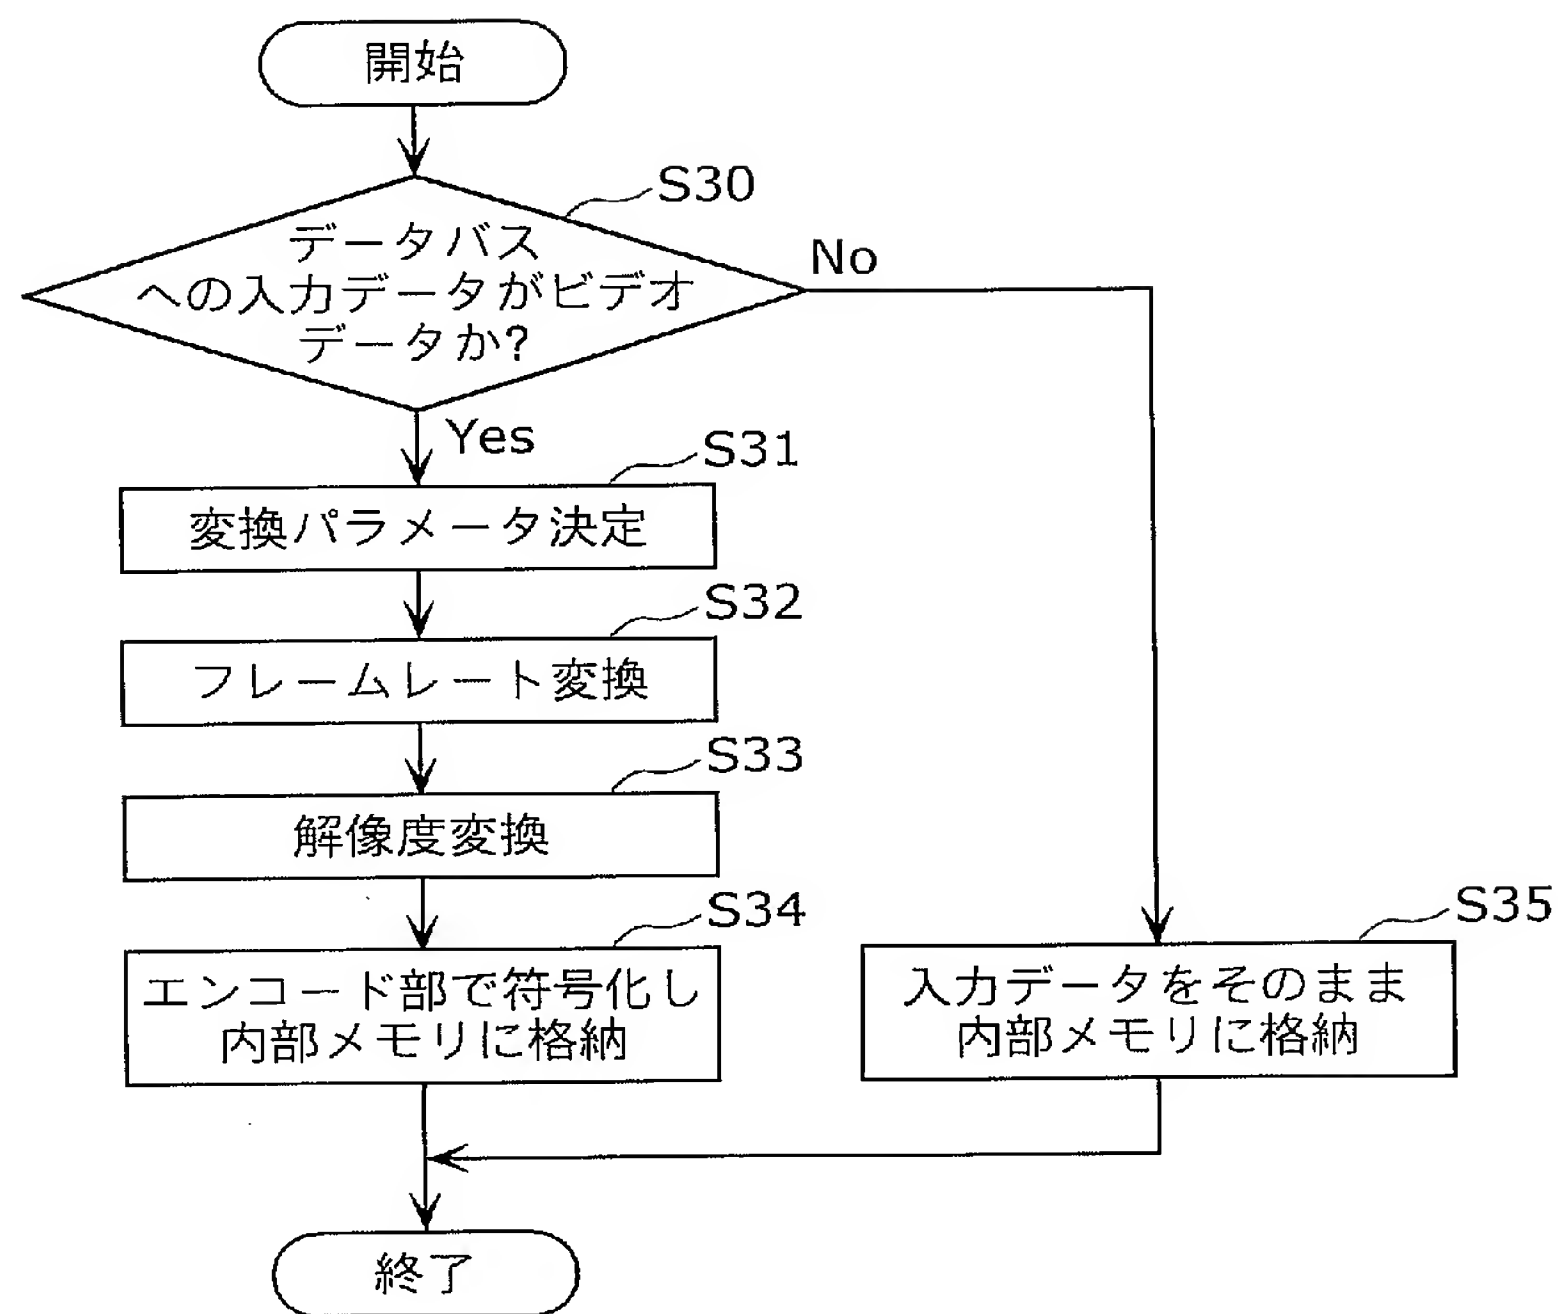 開始
S30
データバス
への入力データがビデオ
データか?
No
Yes
S31
変換パラメータ決定
S32
フレームレート変換
S33
解像度変換
S34
エンコード部で符号化し
内部メモリに格納
S35
入力データをそのまま
内部メモリに格納
終了